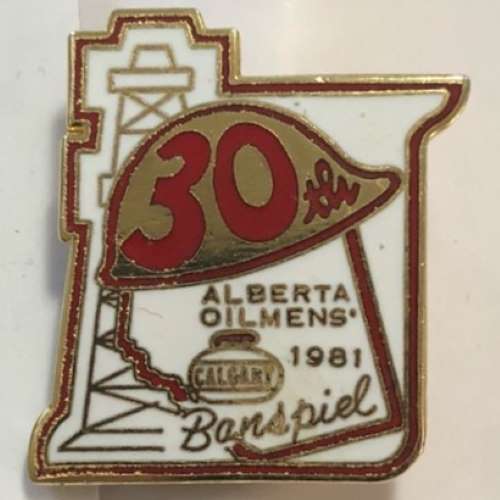 30th
ALBERTA
OILMENS'
1981
CALGARY
Bonspiel